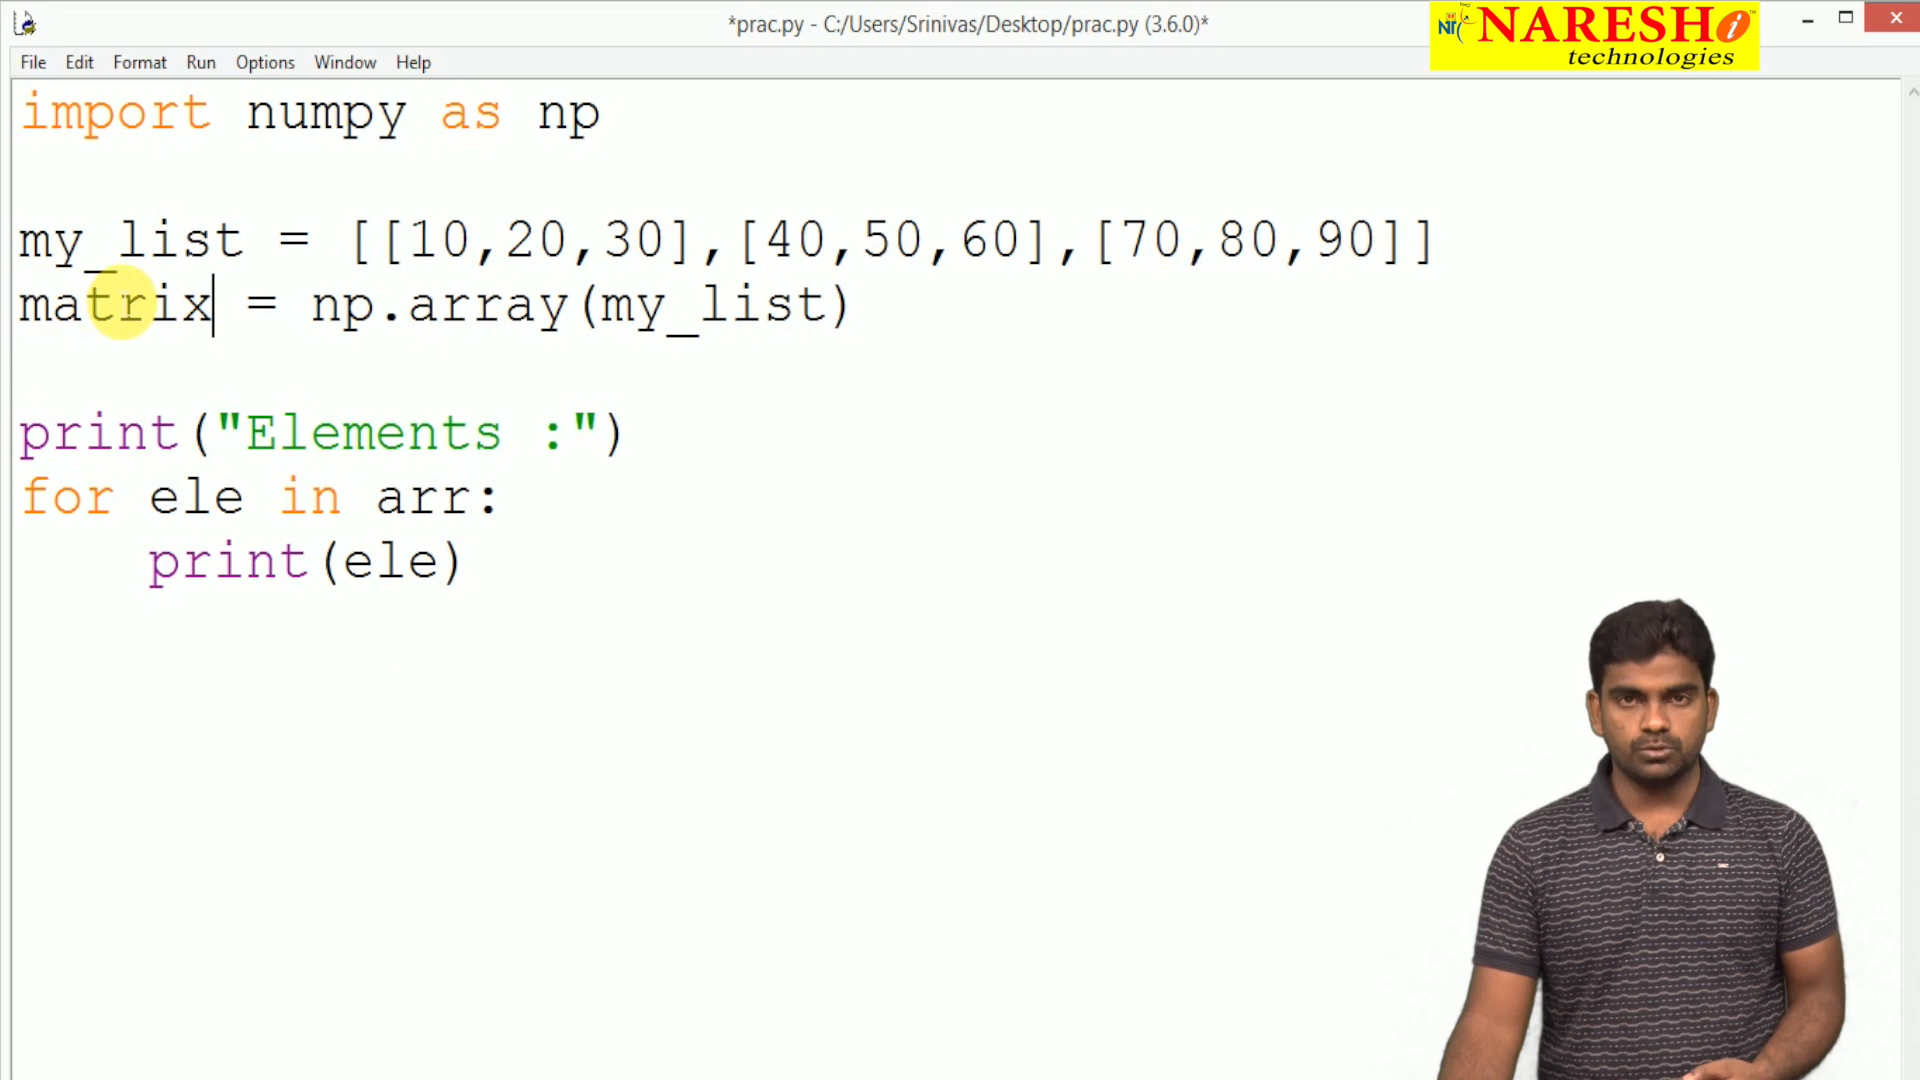 *prac.py - C:/Users/Srinivas/Desktop/prac.py (3.6.0)*
NT NARESH i
technologies
File Edit Format Run Options Window Help
import numpy as np
my_list = [[10,20,30],[40,50,60],[70,80,90]]
matrix = np.array(my_list)
print("Elements :")
for ele in arr:
    print(ele)